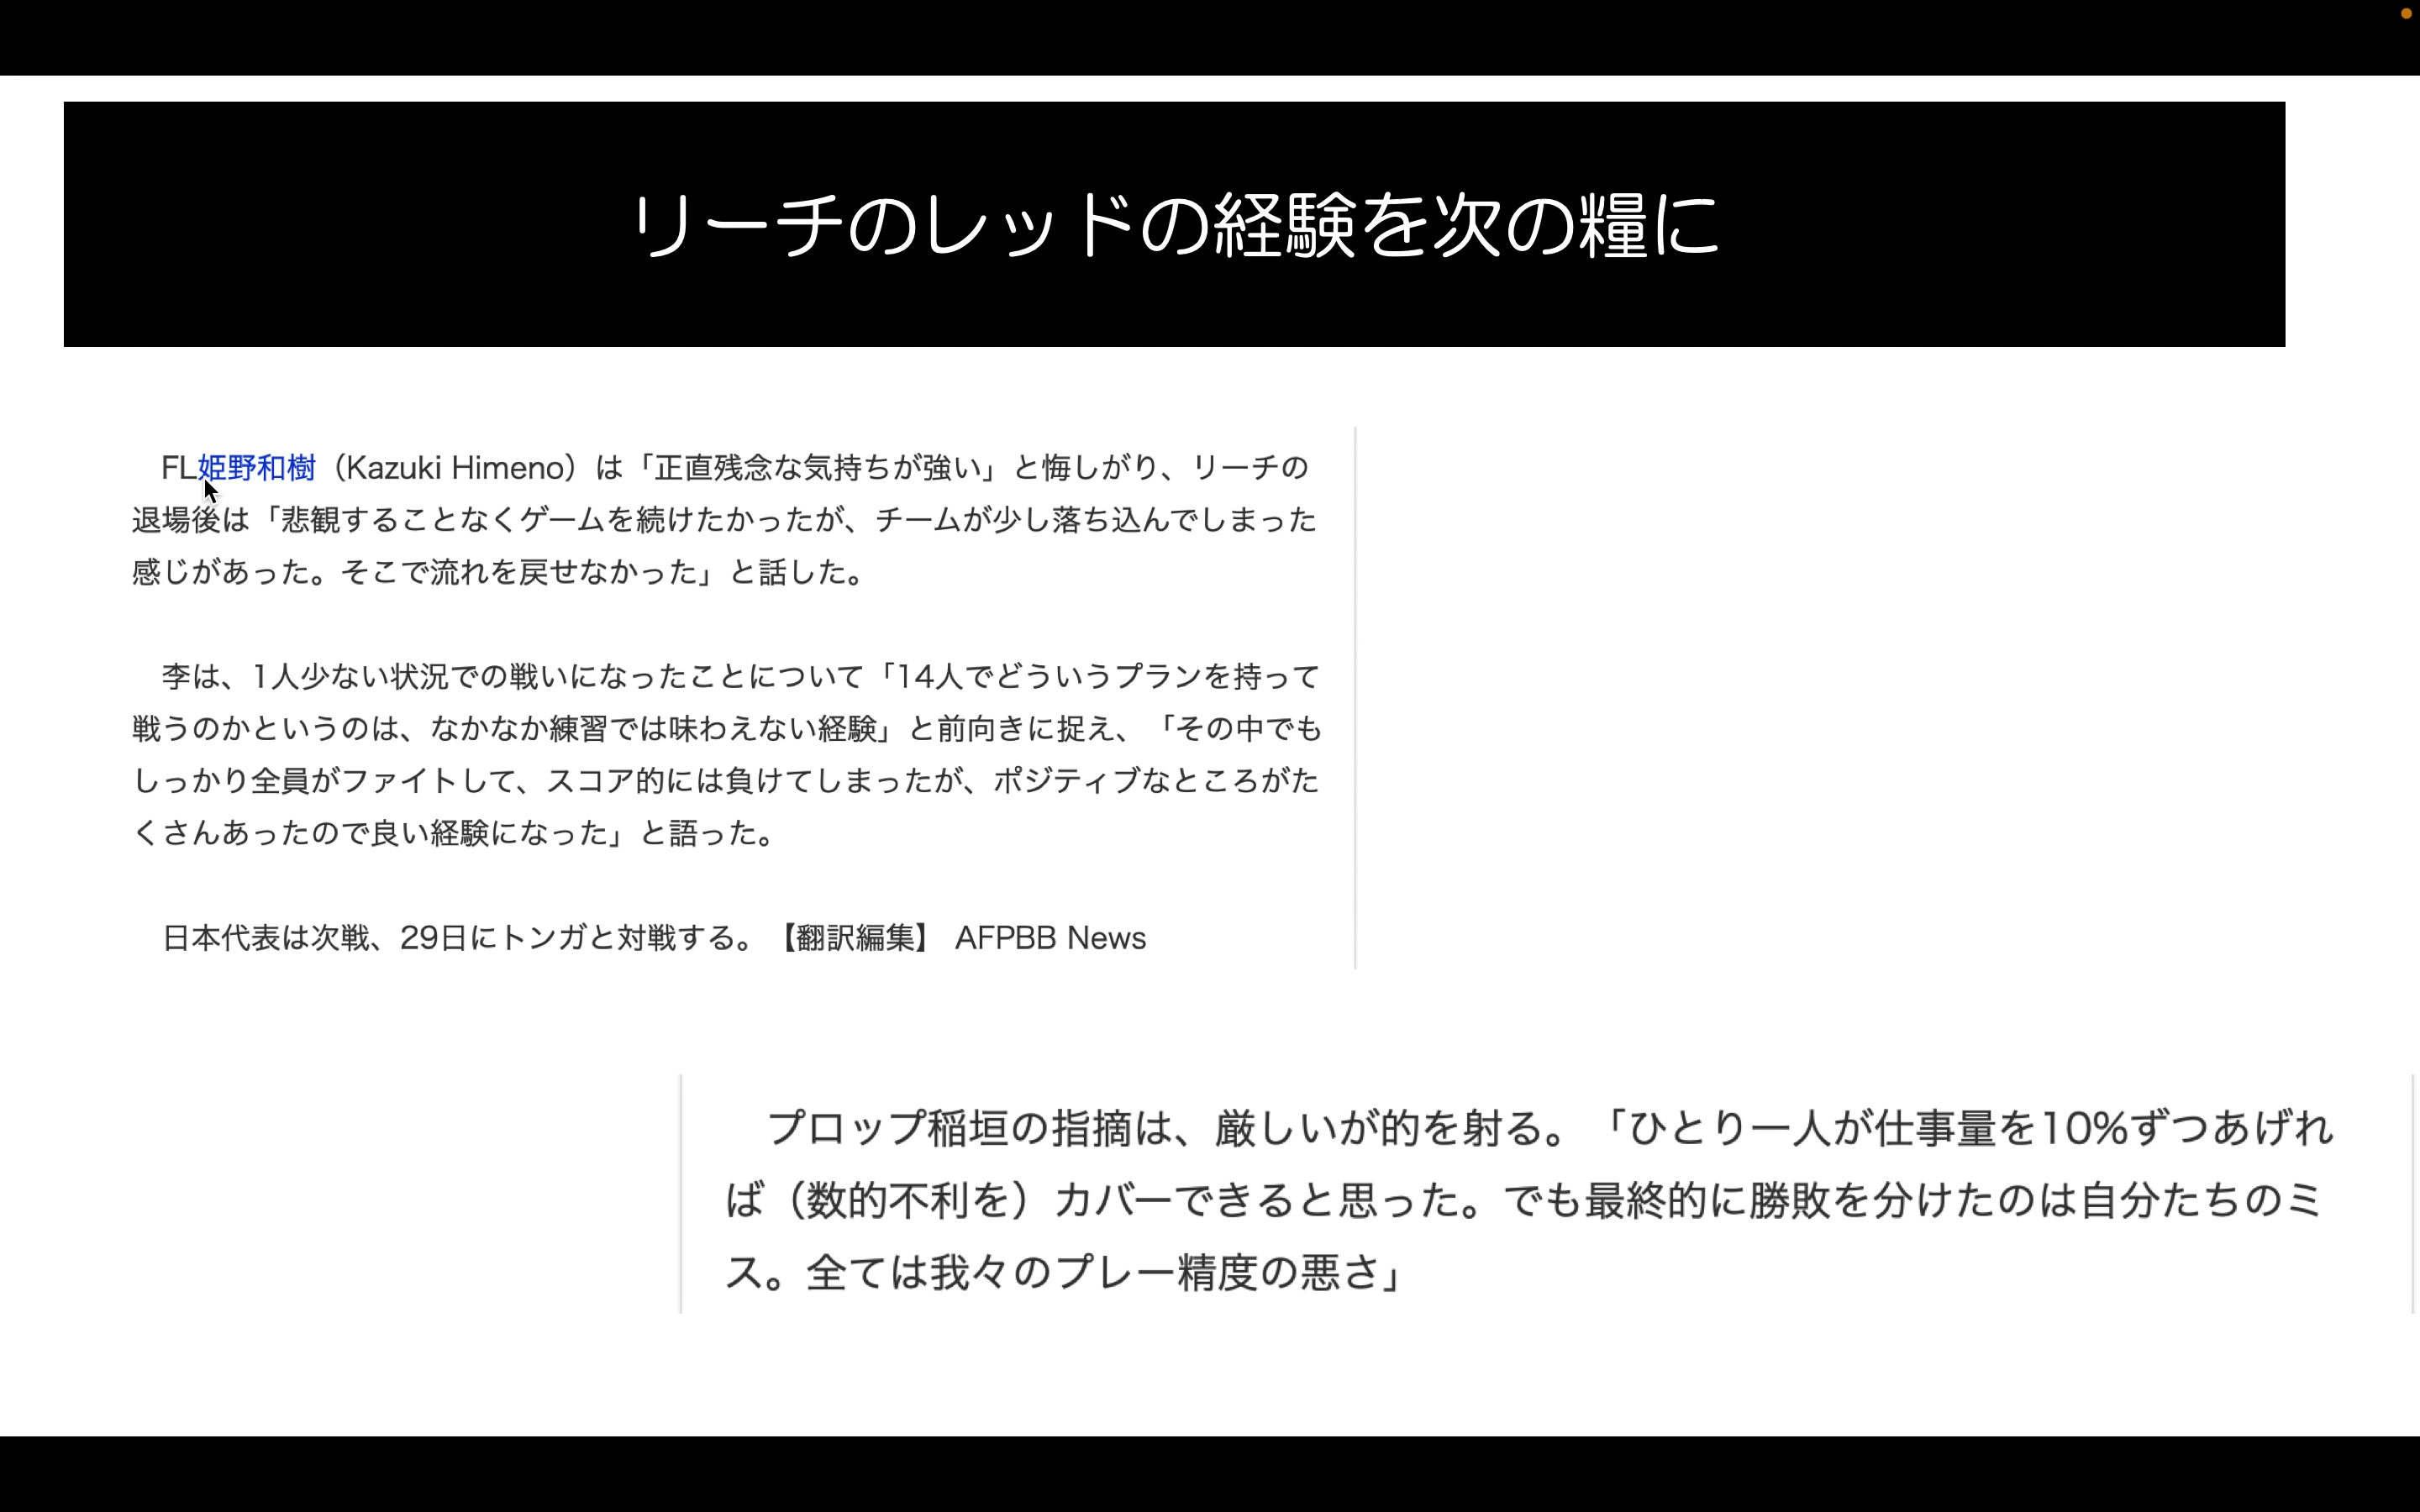 リーチのレッドの経験を次の糧に
FL姫野和樹（Kazuki Himeno）は「正直残念な気持ちが強い」と悔しがり、リーチの
退場後は「悲観することなくゲームを続けたかったが、チームが少し落ち込んでしまった
感じがあった。そこで流れを戻せなかった」と話した。
李は、1人少ない状況での戦いになったことについて「14人でどういうプランを持って
戦うのかというのは、なかなか練習では味わえない経験」と前向きに捉え、「その中でも
しっかり全員がファイトして、スコア的には負けてしまったが、ポジティブなところがた
くさんあったので良い経験になった」と語った。
日本代表は次戦、29日にトンガと対戦する。【翻訳編集】 AFPBB News
プロップ稲垣の指摘は、厳しいが的を射る。「ひとり一人が仕事量を10%ずつあげれ
ば（数的不利を）カバーできると思った。でも最終的に勝敗を分けたのは自分たちのミ
ス。全ては我々のプレー精度の悪さ」